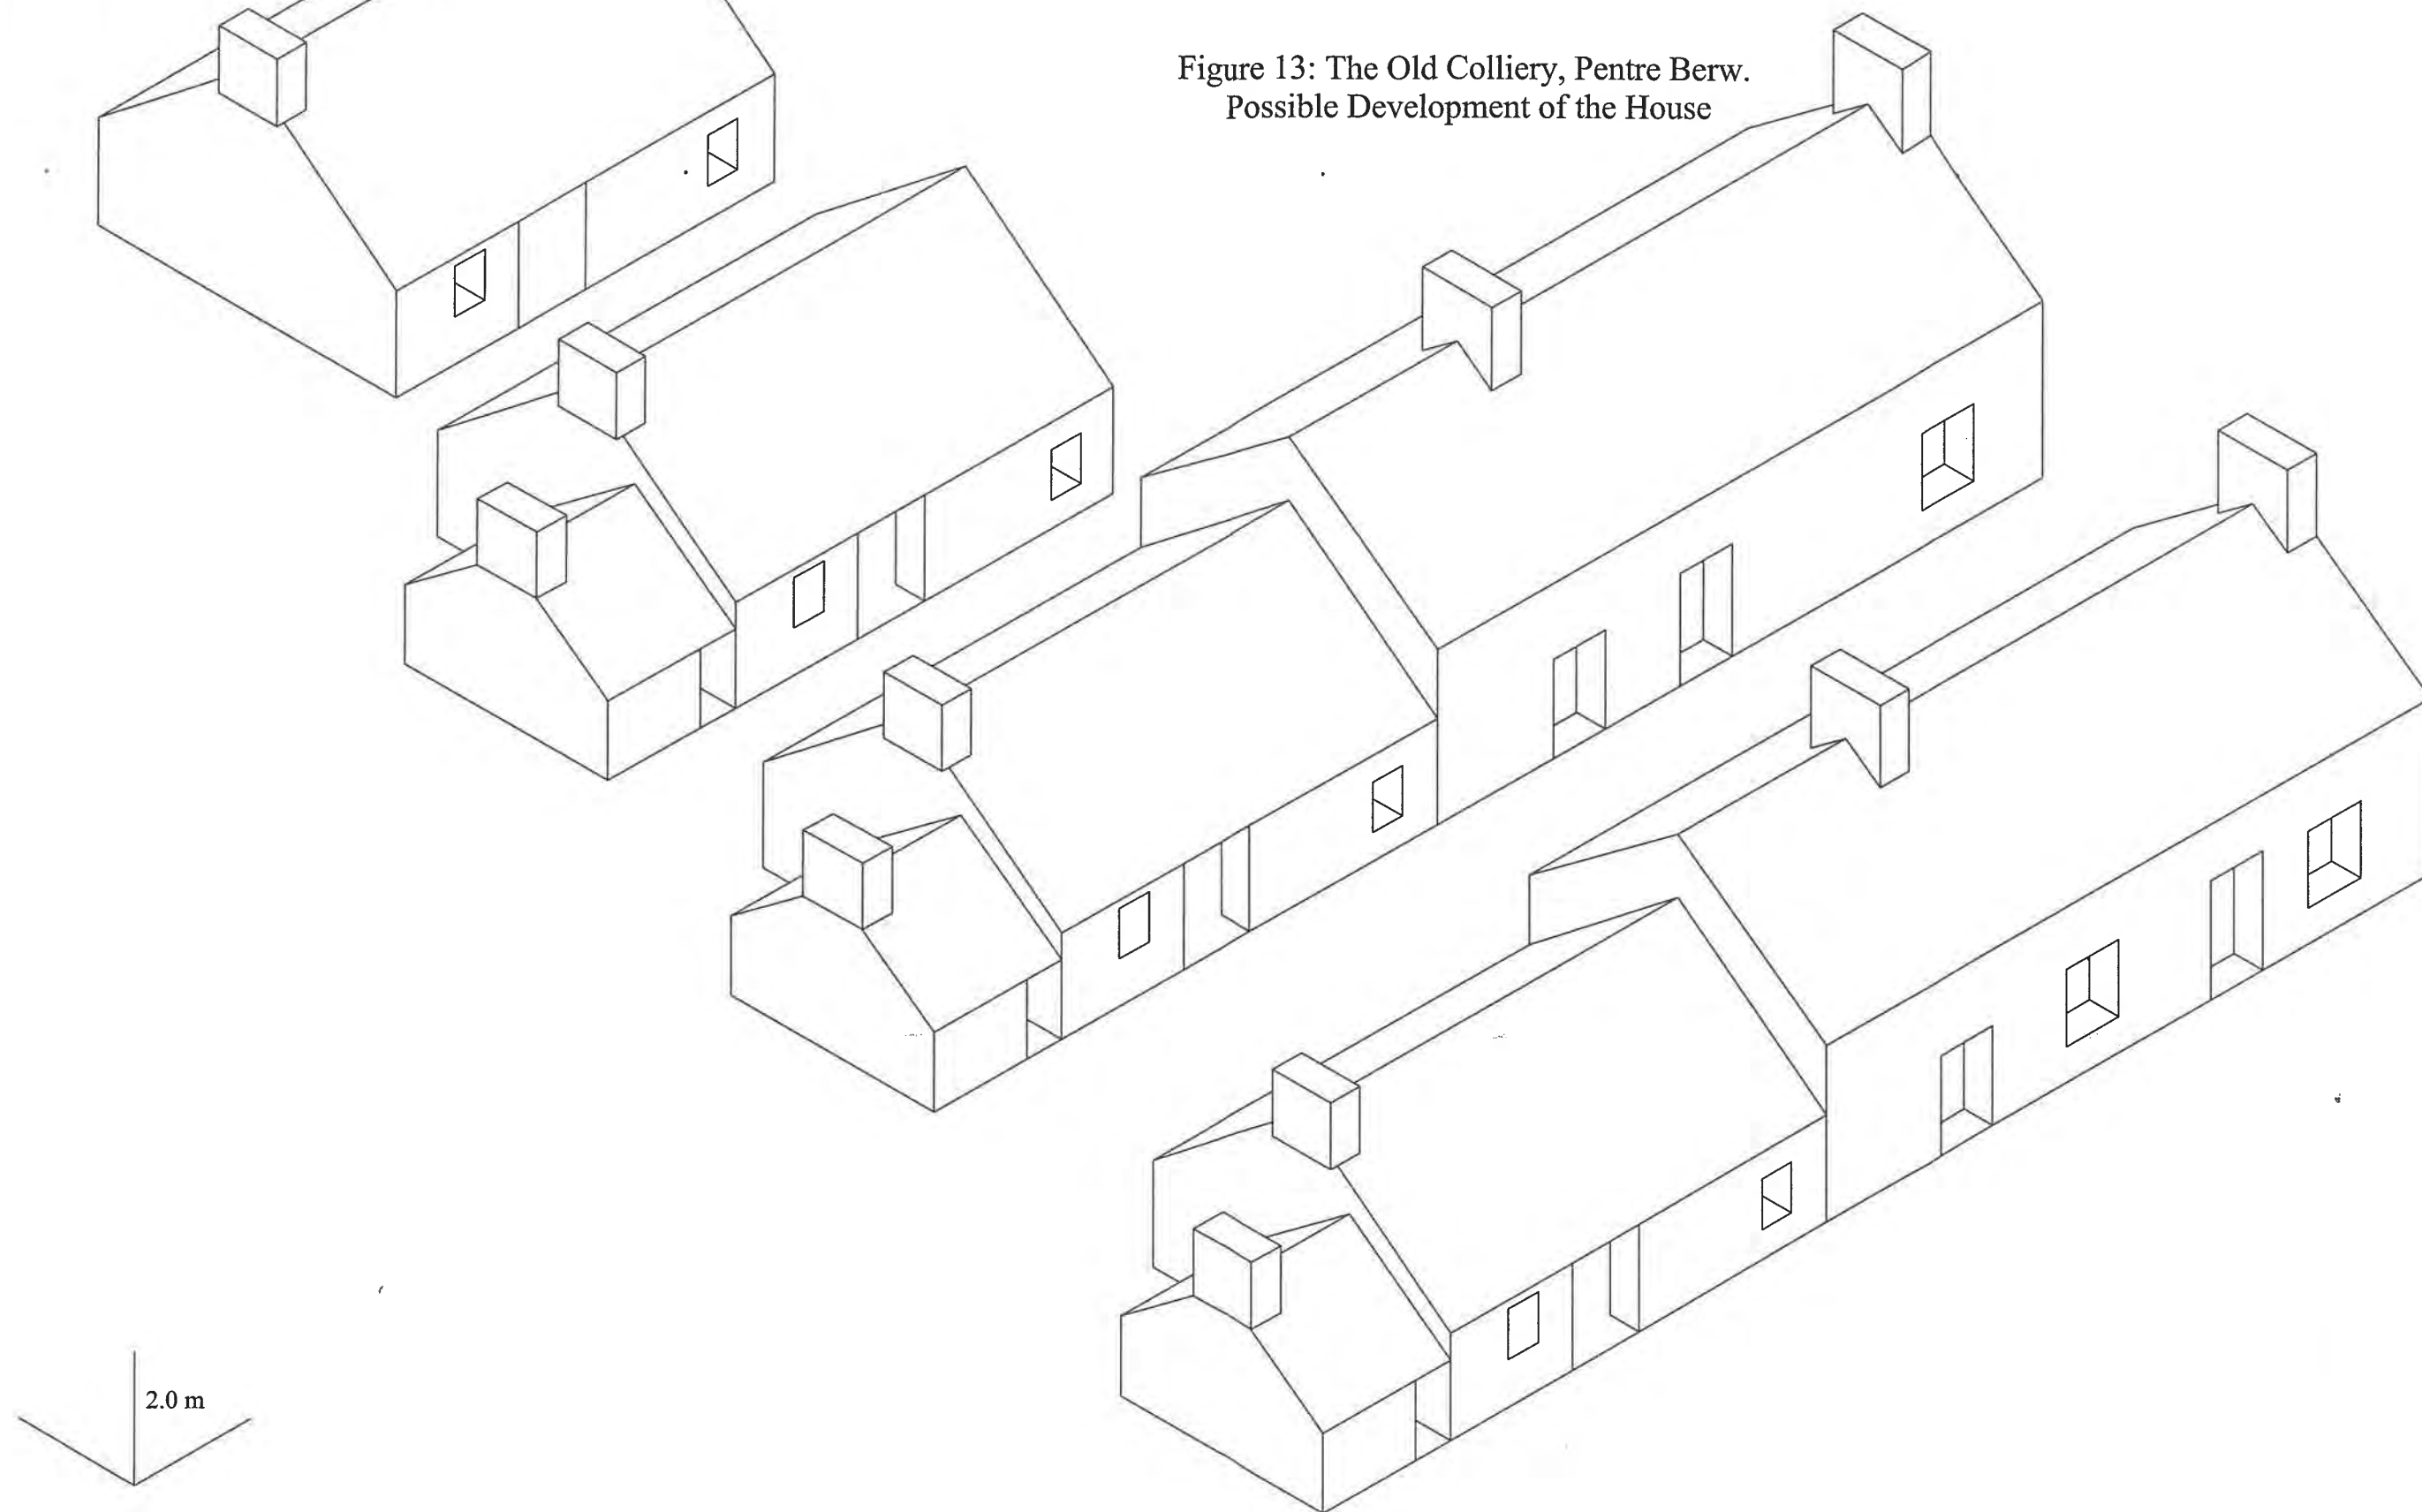 Figure 13: The Old Colliery, Pentre Berw.
Possible Development of the House
2.0 m